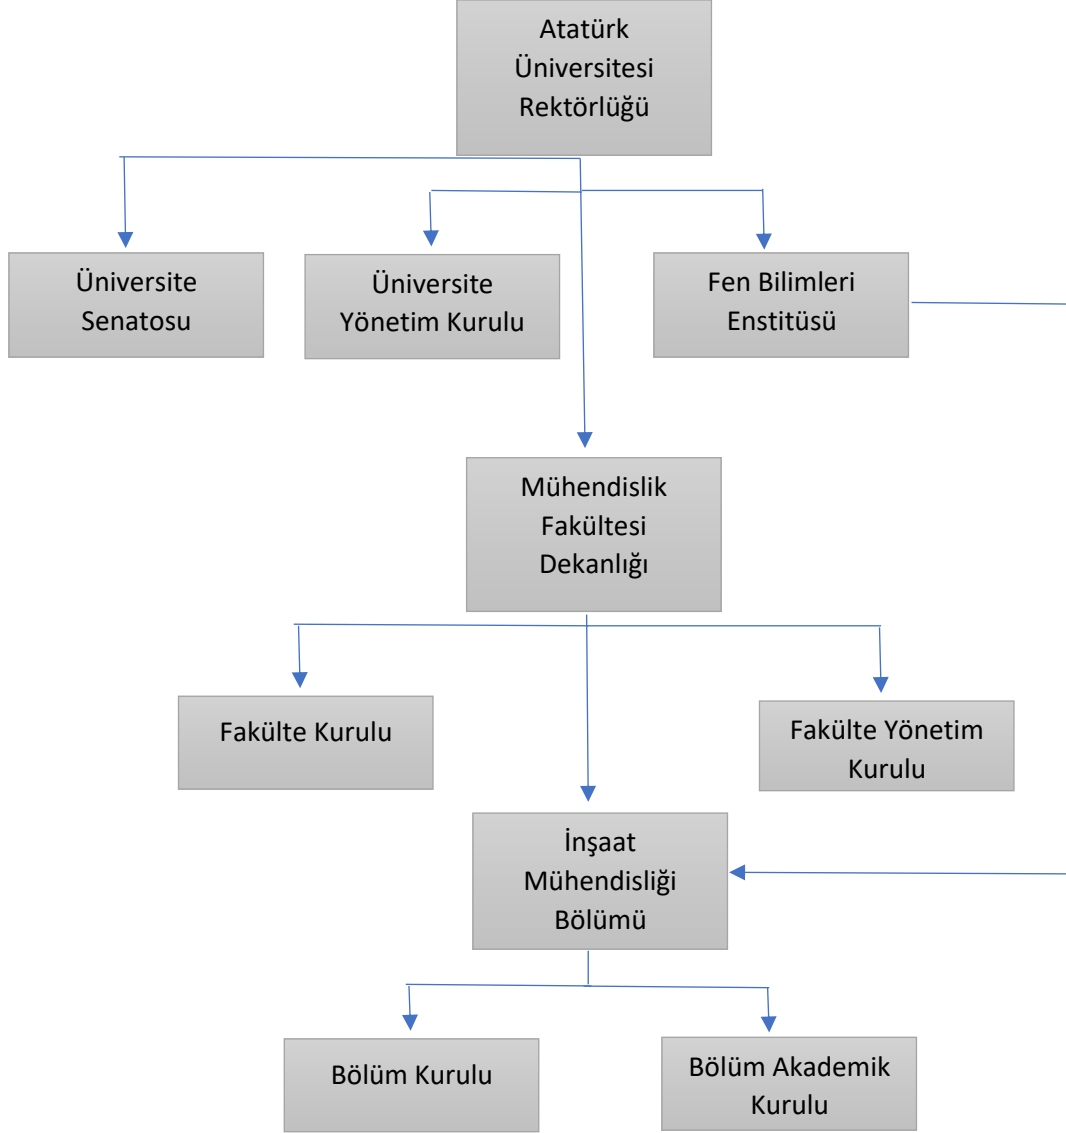 Atatürk
Üniversitesi
Rektörlüğü
Üniversite
Senatosu
Üniversite
Yönetim Kurulu
Fen Bilimleri
Enstitüsü
Mühendislik
Fakültesi
Dekanlığı
Fakülte Kurulu
Fakülte Yönetim
Kurulu
İnşaat
Mühendisliği
Bölümü
Bölüm Kurulu
Bölüm Akademik
Kurulu